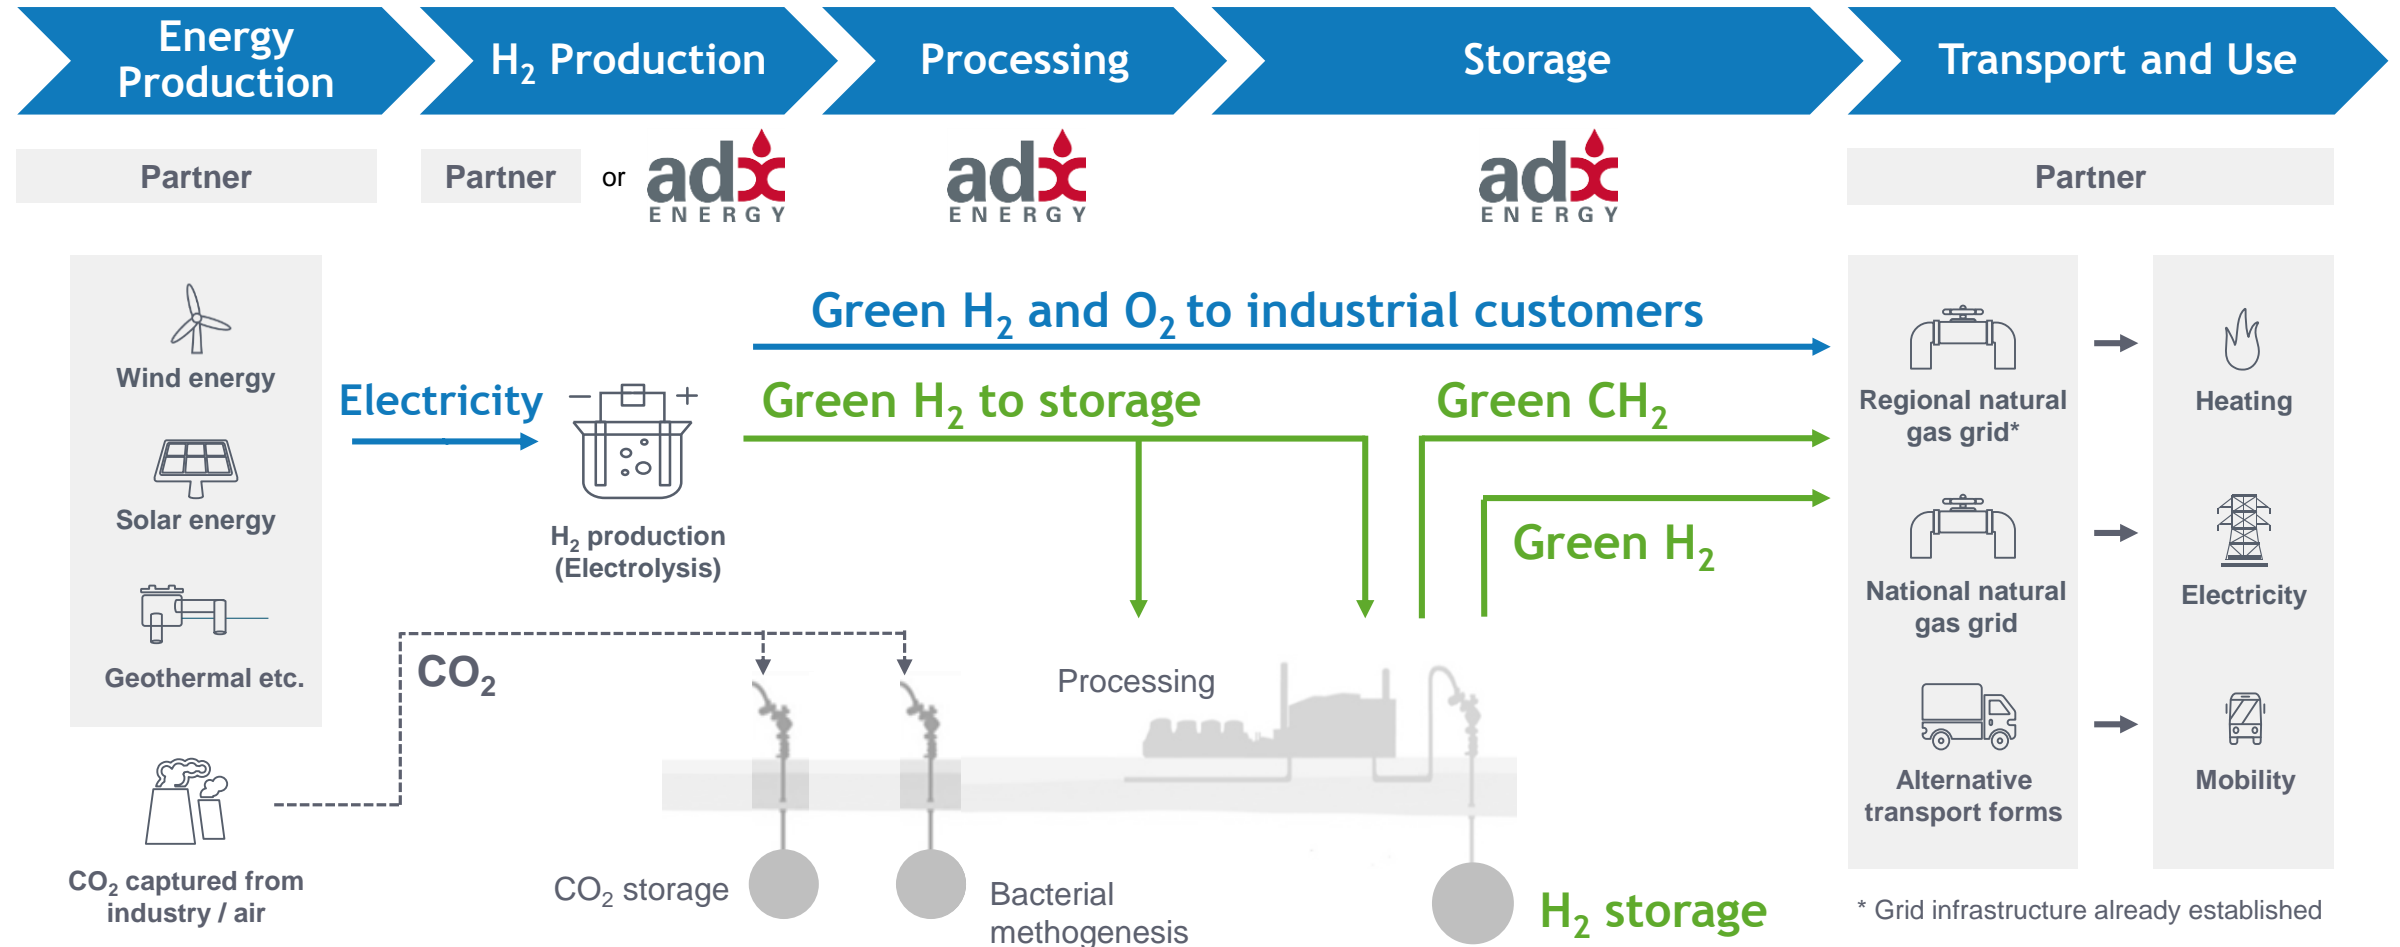 Energy
Production
H₂ Production
Processing
Storage
Transport and Use
Partner
Partner
or
adx
ENERGY
adx
ENERGY
adx
ENERGY
Partner
Wind energy
Solar energy
Geothermal etc.
CO₂ captured from
industry / air
Electricity
− +
H₂ production
(Electrolysis)
CO₂
Green H₂ and O₂ to industrial customers
Green H₂ to storage
Green CH₂
Green H₂
Processing
CO₂ storage
Bacterial
methogenesis
H₂ storage
Regional natural
gas grid*
Heating
National natural
gas grid
Electricity
Alternative
transport forms
Mobility
* Grid infrastructure already established